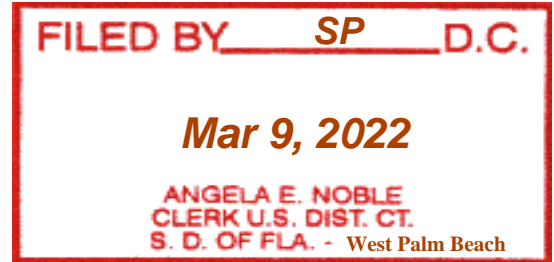 FILED BY SP D.C.
Mar 9, 2022
ANGELA E. NOBLE
CLERK U.S. DIST. CT.
S. D. OF FLA. - West Palm Beach